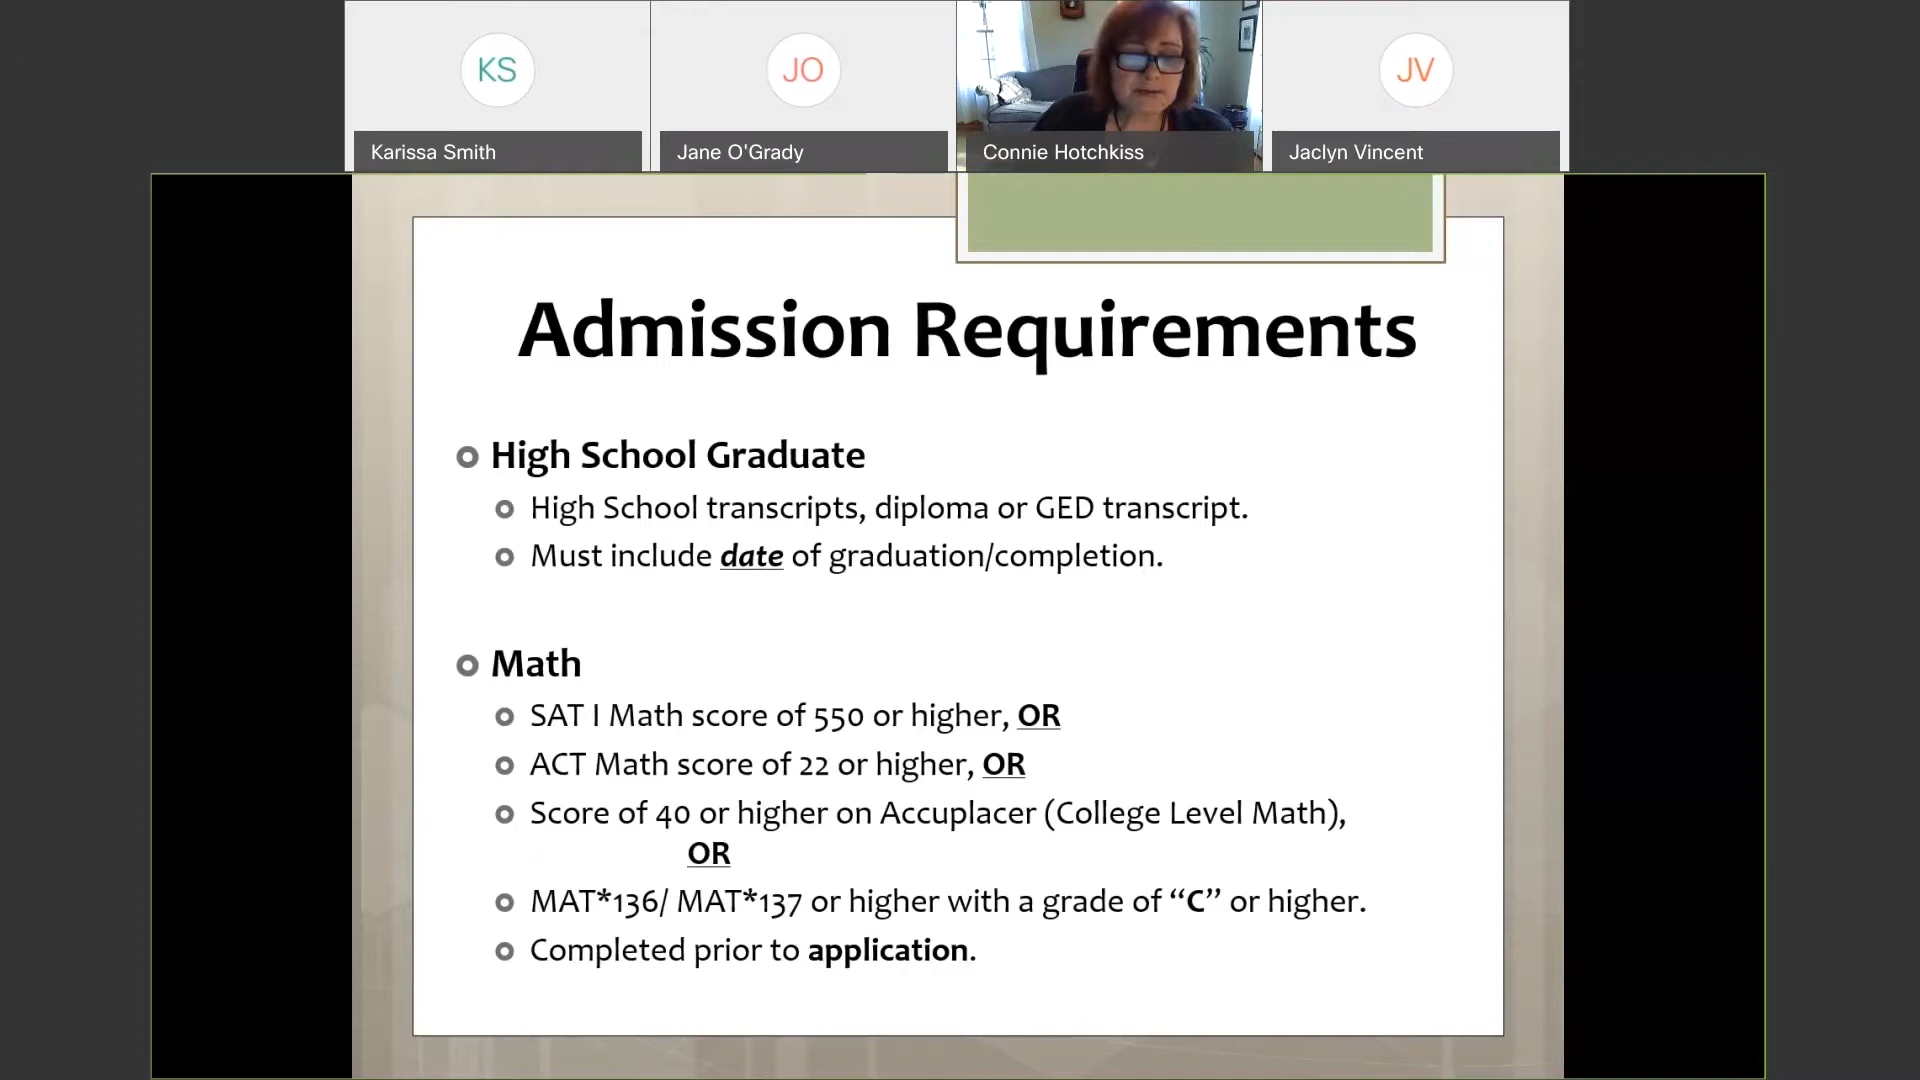 KS
JO
JV
Karissa Smith
Jane O'Grady
Connie Hotchkiss
Jaclyn Vincent
Admission Requirements
High School Graduate
High School transcripts, diploma or GED transcript.
Must include date of graduation/completion.
Math
SAT I Math score of 550 or higher, OR
ACT Math score of 22 or higher, OR
Score of 40 or higher on Accuplacer (College Level Math),
OR
MAT*136/ MAT*137 or higher with a grade of “C” or higher.
Completed prior to application.